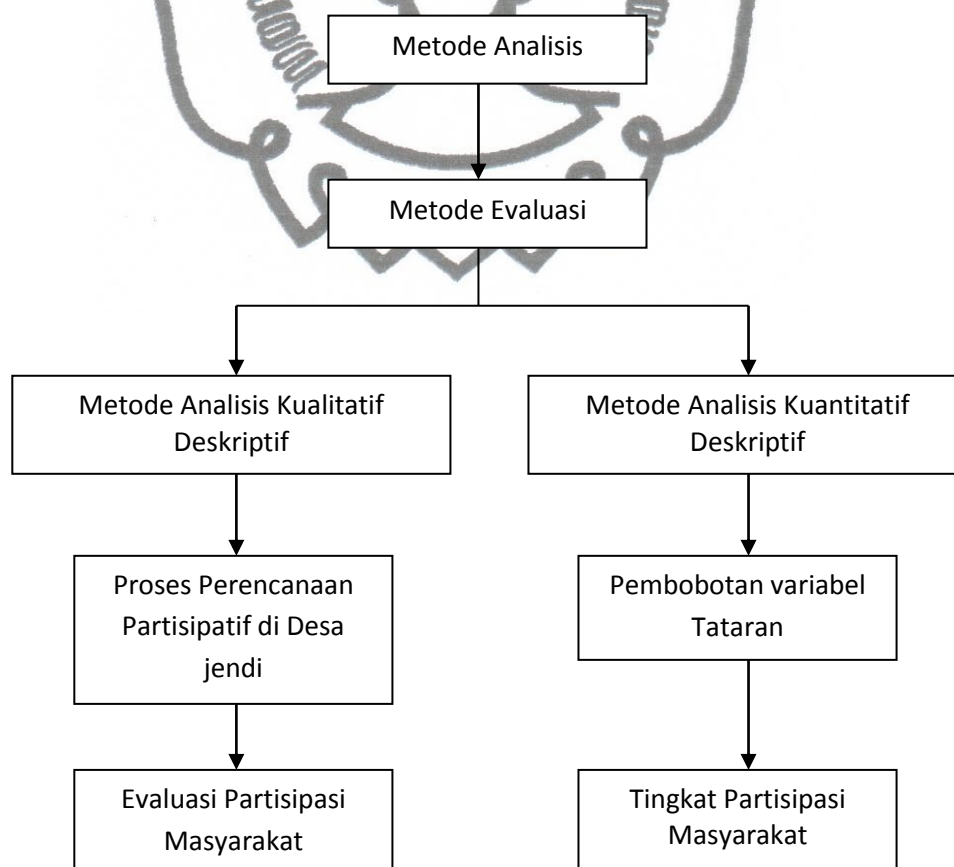 Metode Analisis
Metode Evaluasi
Metode Analisis Kualitatif
Deskriptif
Metode Analisis Kuantitatif
Deskriptif
Proses Perencanaan
Partisipatif di Desa
jendi
Pembobotan variabel
Tataran
Evaluasi Partisipasi
Masyarakat
Tingkat Partisipasi
Masyarakat